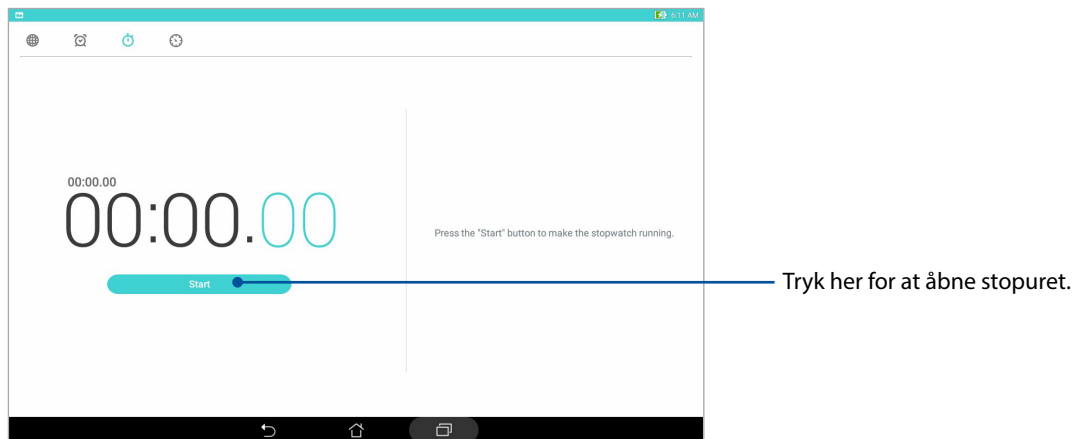 6:11 AM
00:00.00
00:00.00
Press the "Start" button to make the stopwatch running.
Start
Tryk her for at åbne stopuret.